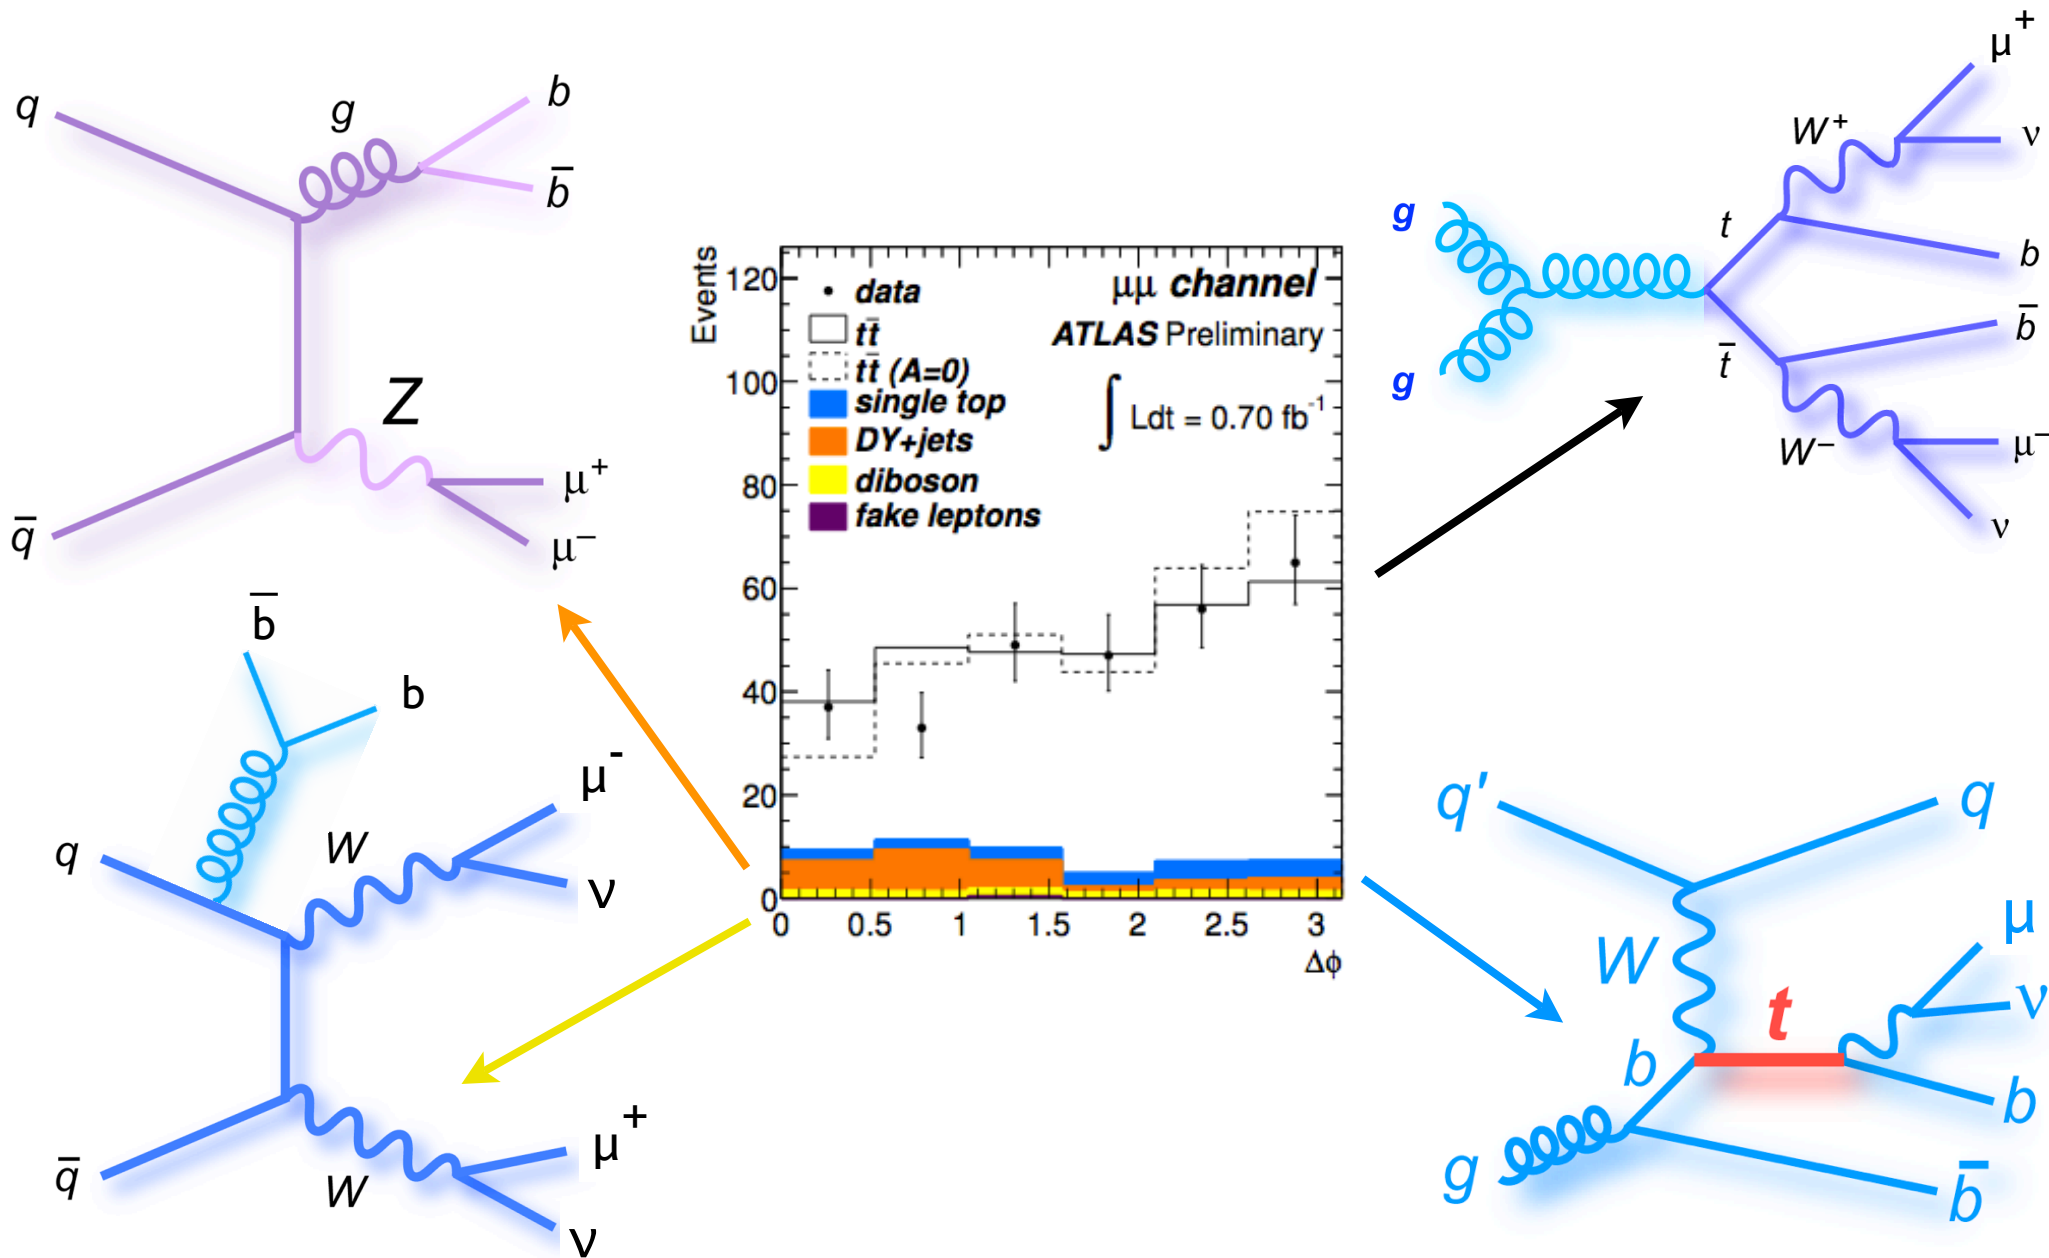 q
g
b
b̄
Z
q̄
μ⁺
μ⁻
g
g
t
t̄
W⁺
μ⁺
ν
b
b̄
W⁻
μ⁻
ν
Events
120
100
80
60
40
20
0
0 0.5 1 1.5 2 2.5 3
Δϕ
data
tt̄
tt̄ (A=0)
single top
DY+jets
diboson
fake leptons
μμ channel
ATLAS Preliminary
∫ Ldt = 0.70 fb⁻¹
b̄
b
q
W
μ⁻
ν
q̄
W
μ⁺
ν
q'
q
W
μ
ν
t
b
b
g
b̄